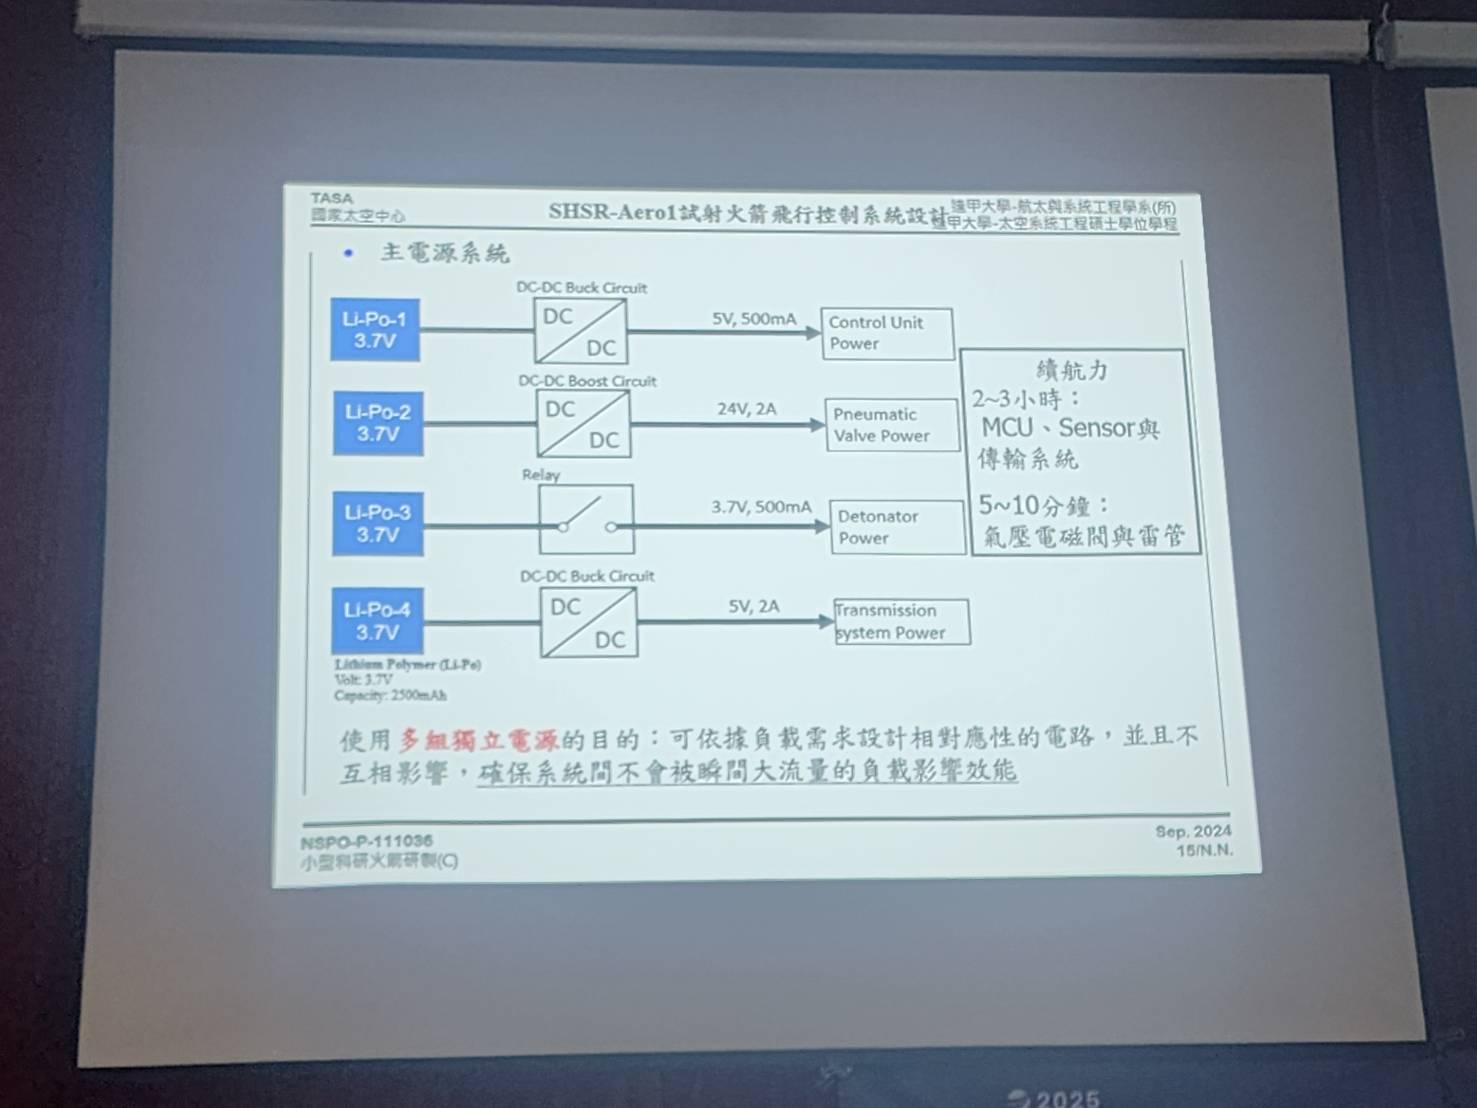 TASA
國家太空中心
SHSR-Aero1試射火箭飛行控制系統設計
逢甲大學-航太與系統工程學系(所)
逢甲大學-太空系統工程碩士學位學程
• 主電源系統
DC-DC Buck Circuit
Li-Po-1
3.7V
DC
DC
5V, 500mA
Control Unit
Power
DC-DC Boost Circuit
Li-Po-2
3.7V
DC
DC
24V, 2A
Pneumatic
Valve Power
Relay
Li-Po-3
3.7V
3.7V, 500mA
Detonator
Power
DC-DC Buck Circuit
Li-Po-4
3.7V
DC
DC
5V, 2A
Transmission
system Power
續航力
2~3小時：
MCU、Sensor與
傳輸系統
5~10分鐘：
氣壓電磁閥與雷管
Lithium Polymer (Li-Po)
Volt: 3.7V
Capacity: 2500mAh
使用多組獨立電源的目的：可依據負載需求設計相對應性的電路，並且不
互相影響，確保系統間不會被瞬間大流量的負載影響效能
NSPO-P-111036
小型科研火箭研製(C)
Sep. 2024
15/N.N.
2025